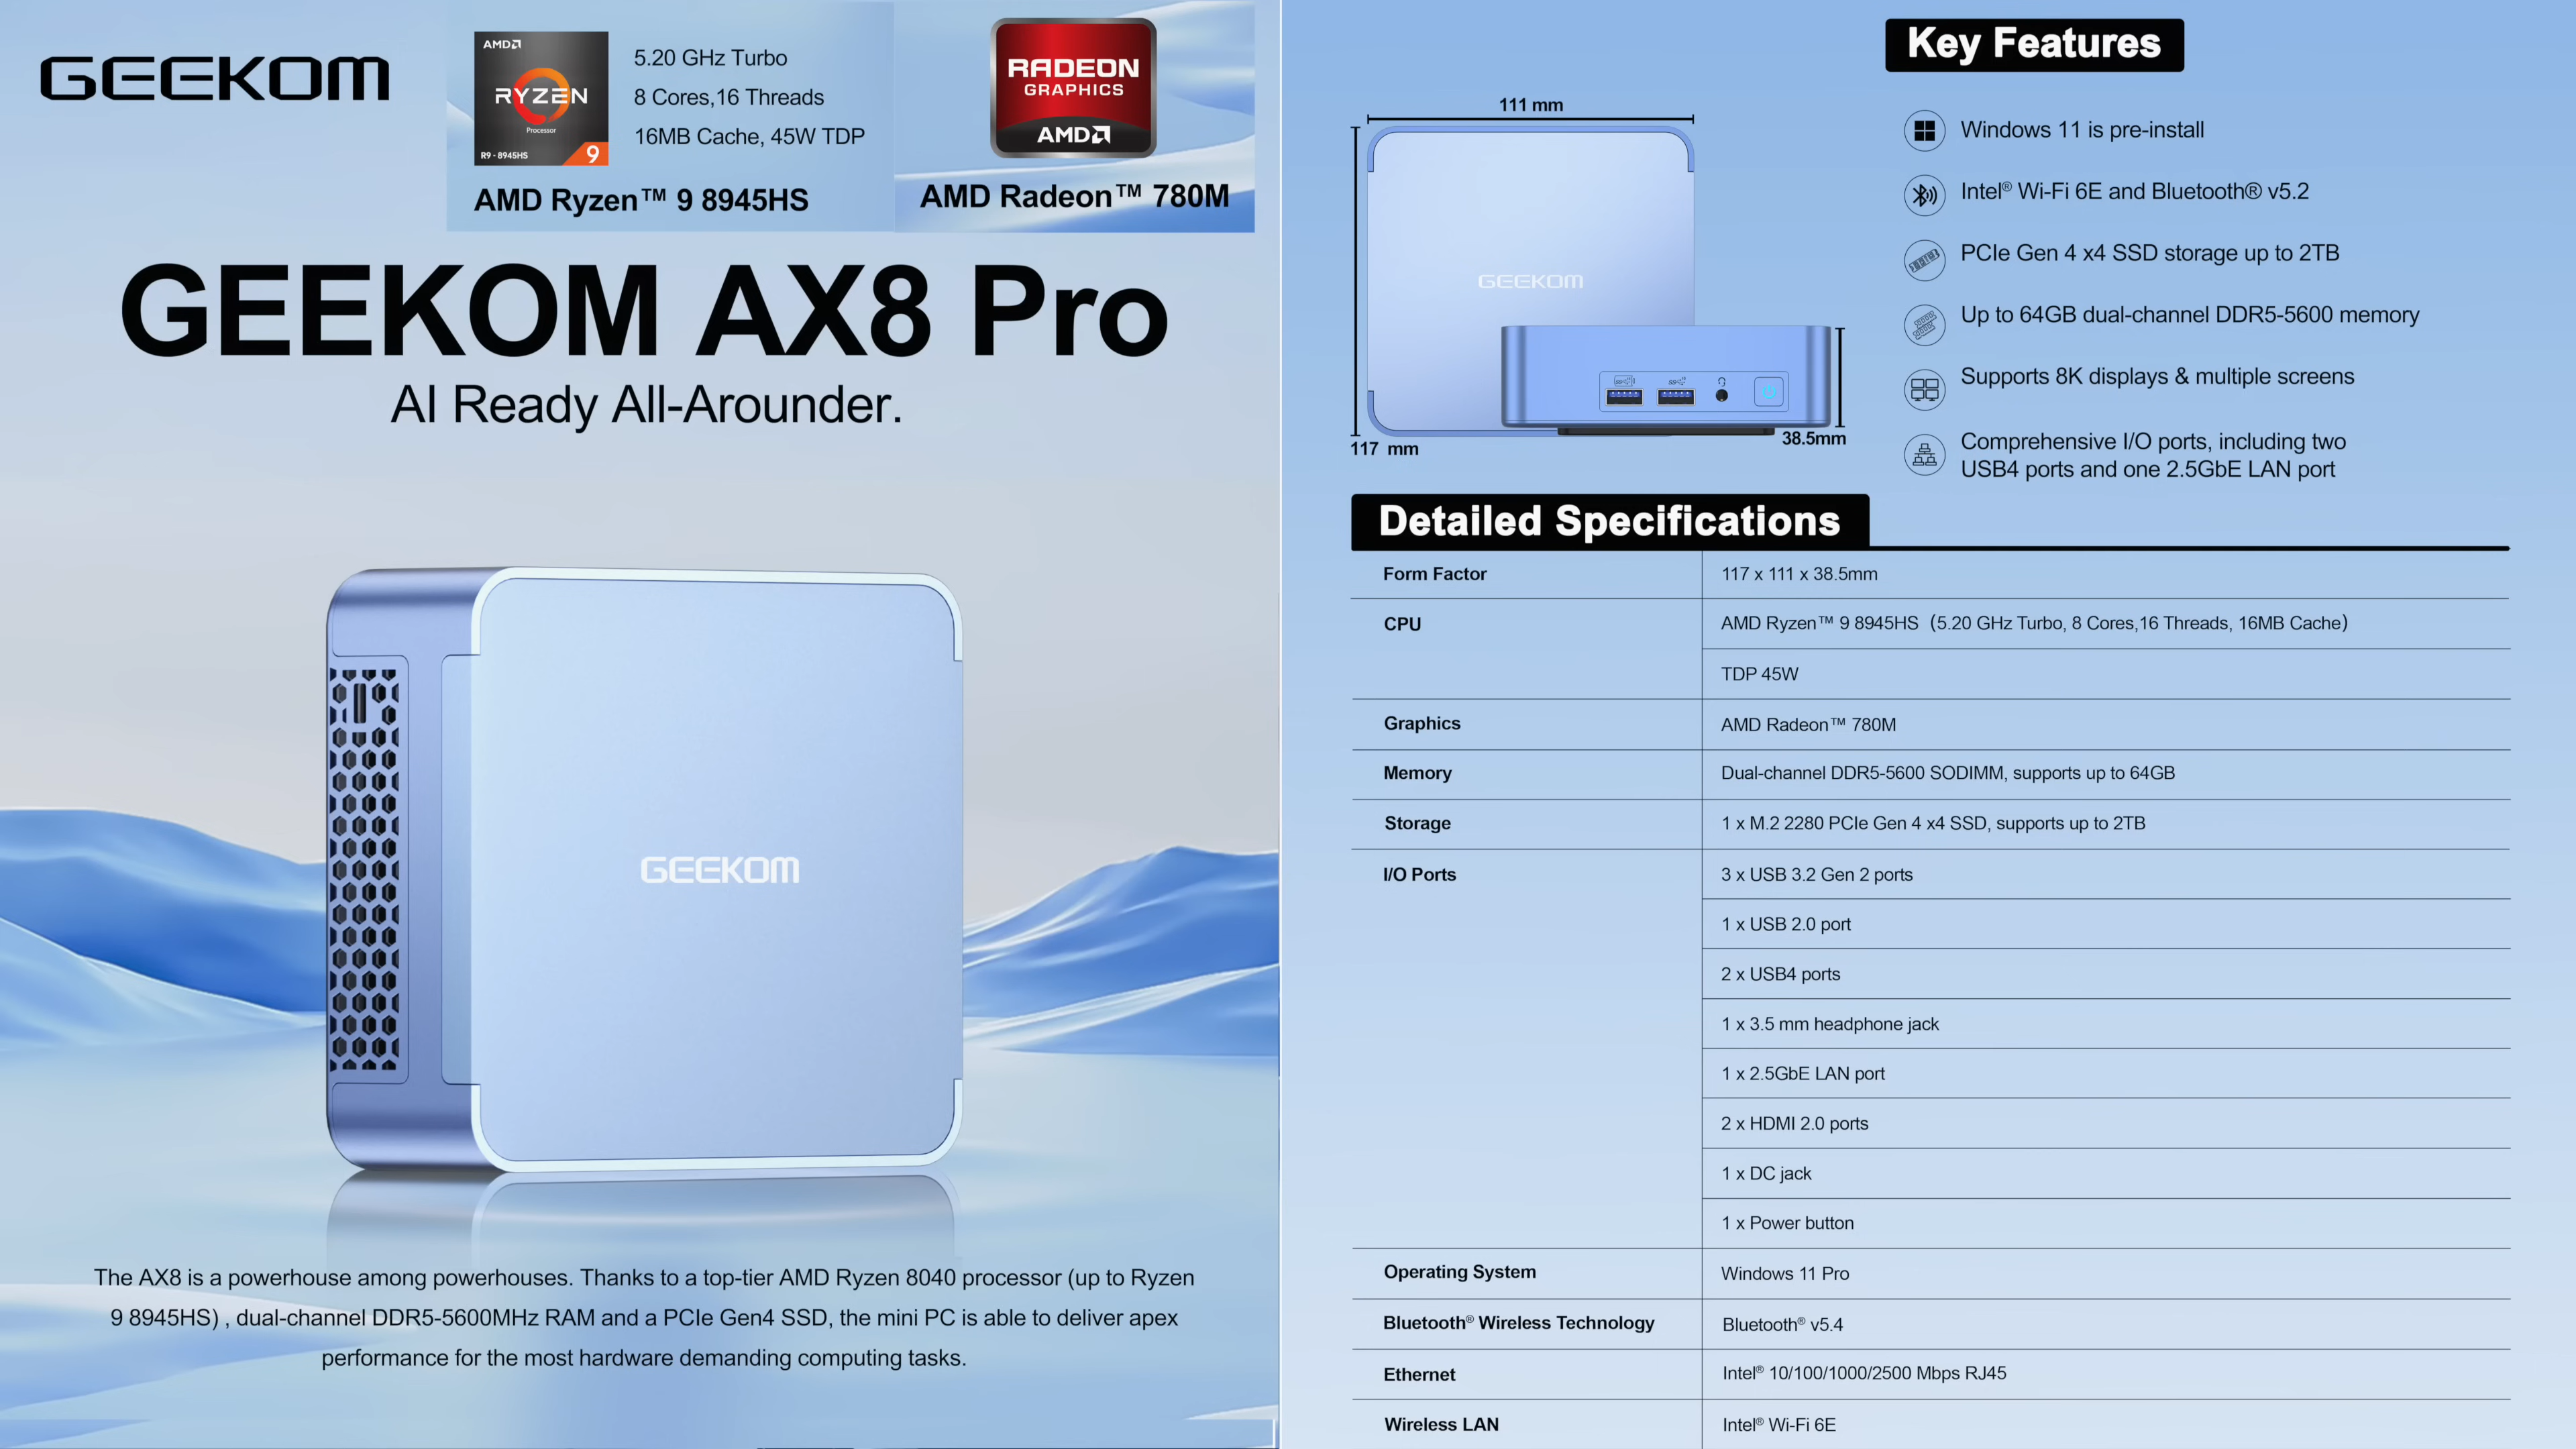 GEEKOM
AMD
RYZEN
Processor
R9 - 8945HS
9
5.20 GHz Turbo
8 Cores,16 Threads
16MB Cache, 45W TDP
AMD Ryzen™ 9 8945HS
RADEON
GRAPHICS
AMD
AMD Radeon™ 780M
GEEKOM AX8 Pro
AI Ready All-Arounder.
GEEKOM
The AX8 is a powerhouse among powerhouses. Thanks to a top-tier AMD Ryzen 8040 processor (up to Ryzen
9 8945HS) , dual-channel DDR5-5600MHz RAM and a PCIe Gen4 SSD, the mini PC is able to deliver apex
performance for the most hardware demanding computing tasks.
111 mm
GEEKOM
117 mm
38.5mm
Key Features
Windows 11 is pre-install
Intel® Wi-Fi 6E and Bluetooth® v5.2
PCIe Gen 4 x4 SSD storage up to 2TB
Up to 64GB dual-channel DDR5-5600 memory
Supports 8K displays & multiple screens
Comprehensive I/O ports, including two
USB4 ports and one 2.5GbE LAN port
Detailed Specifications
Form Factor 117 x 111 x 38.5mm
CPU AMD Ryzen™ 9 8945HS (5.20 GHz Turbo, 8 Cores,16 Threads, 16MB Cache)
TDP 45W
Graphics AMD Radeon™ 780M
Memory Dual-channel DDR5-5600 SODIMM, supports up to 64GB
Storage 1 x M.2 2280 PCIe Gen 4 x4 SSD, supports up to 2TB
I/O Ports 3 x USB 3.2 Gen 2 ports
1 x USB 2.0 port
2 x USB4 ports
1 x 3.5 mm headphone jack
1 x 2.5GbE LAN port
2 x HDMI 2.0 ports
1 x DC jack
1 x Power button
Operating System Windows 11 Pro
Bluetooth® Wireless Technology Bluetooth® v5.4
Ethernet Intel® 10/100/1000/2500 Mbps RJ45
Wireless LAN Intel® Wi-Fi 6E